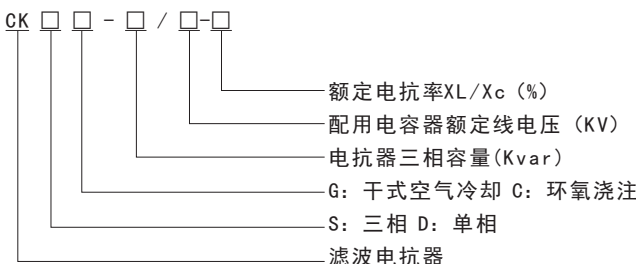 CK □ □ - □ / □-□
额定电抗率XL/Xc (%)
配用电容器额定线电压 (KV)
电抗器三相容量(Kvar)
G: 干式空气冷却 C: 环氧浇注
S: 三相 D: 单相
滤波电抗器